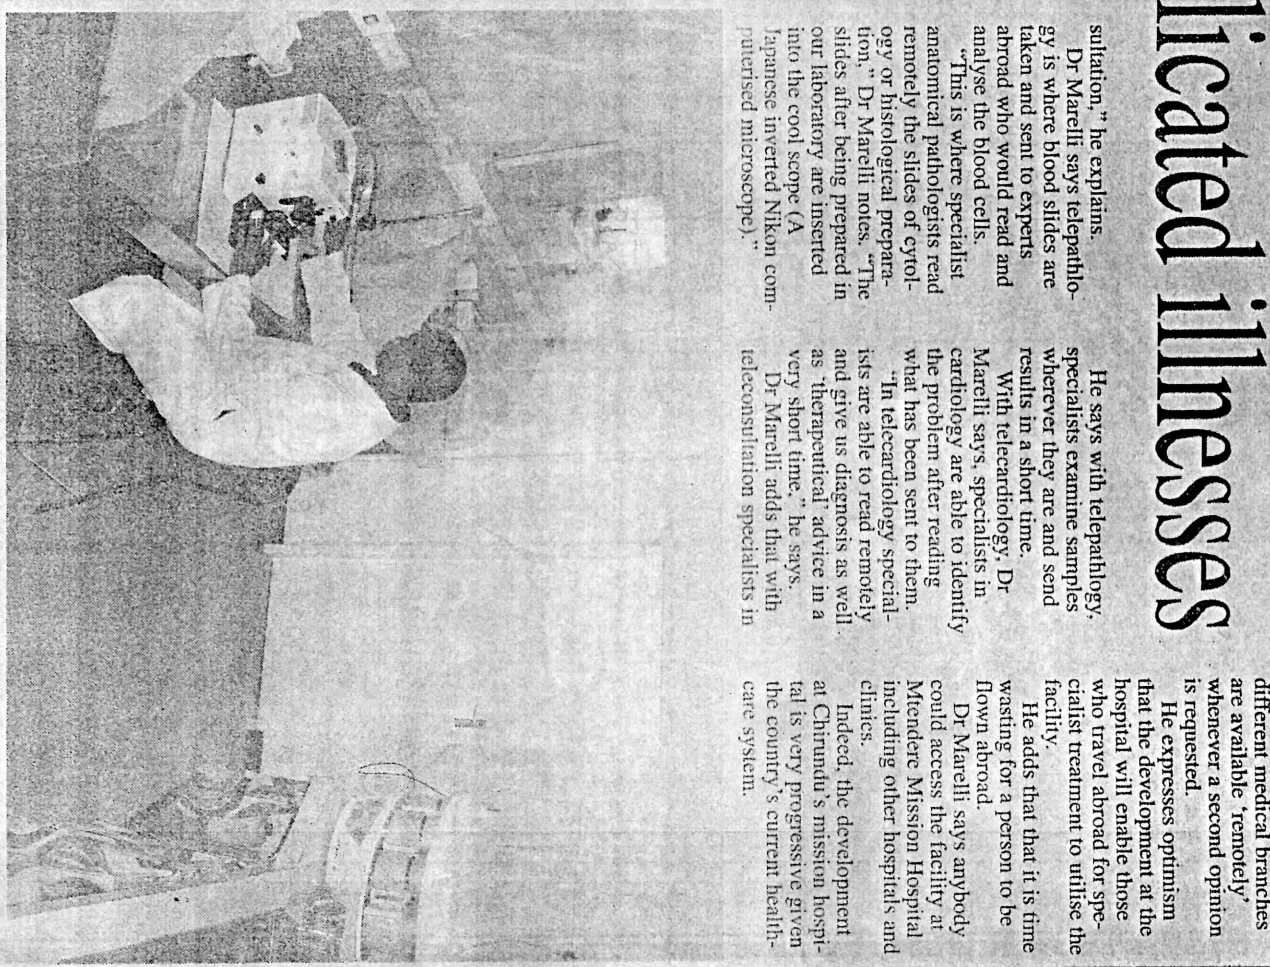 licated illnesses
sultation,” he explains.
Dr Marelli says telepathlo-
gy is where blood slides are
taken and sent to experts
abroad who would read and
analyse the blood cells.
“This is where specialist
anatomical pathologists read
remotely the slides of cytol-
ogy or histological prepara-
tion,” Dr Marelli notes. “The
slides after being prepared in
our laboratory are inserted
into the cool scope (A
Japanese inverted Nikon com-
puterised microscope).”
He says with telepathlogy,
specialists examine samples
wherever they are and send
results in a short time.
With telecardiology, Dr
Marelli says, specialists in
cardiology are able to identify
the problem after reading
what has been sent to them.
“In telecardiology special-
ists are able to read remotely
and give us diagnosis as well
as ‘therapeutical’ advice in a
very short time,” he says.
Dr Marelli adds that with
teleconsultation specialists in
different medical branches
are available ‘remotely’
whenever a second opinion
is requested.
He expresses optimism
that the development at the
hospital will enable those
who travel abroad for spe-
cialist treatment to utilise the
facility.
He adds that that it is time
wasting for a person to be
flown abroad.
Dr Marelli says anybody
could access the facility at
Mtendere Mission Hospital
including other hospitals and
clinics.
Indeed, the development
at Chirundu’s mission hospi-
tal is very progressive given
the country’s current health-
care system.